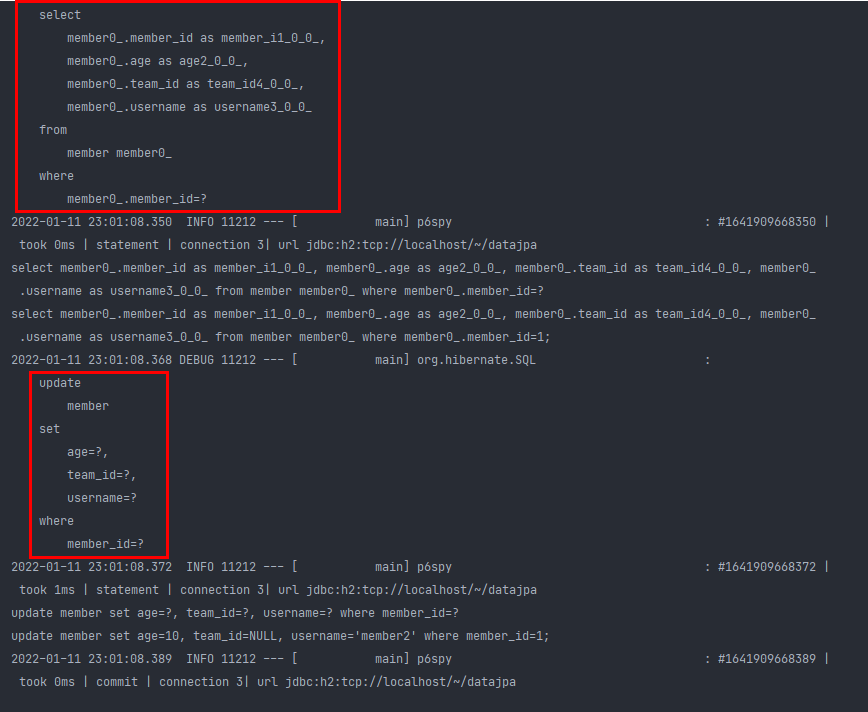 select
member0_.member_id as member_i1_0_0_,
member0_.age as age2_0_0_,
member0_.team_id as team_id4_0_0_,
member0_.username as username3_0_0_
from
member member0_
where
member0_.member_id=?
2022-01-11 23:01:08.350  INFO 11212 --- [           main] p6spy                                    : #1641909668350 |
took 0ms | statement | connection 3| url jdbc:h2:tcp://localhost/~/datajpa
select member0_.member_id as member_i1_0_0_, member0_.age as age2_0_0_, member0_.team_id as team_id4_0_0_, member0_
.username as username3_0_0_ from member member0_ where member0_.member_id=?
select member0_.member_id as member_i1_0_0_, member0_.age as age2_0_0_, member0_.team_id as team_id4_0_0_, member0_
.username as username3_0_0_ from member member0_ where member0_.member_id=1;
2022-01-11 23:01:08.368 DEBUG 11212 --- [           main] org.hibernate.SQL                        :
update
member
set
age=?,
team_id=?,
username=?
where
member_id=?
2022-01-11 23:01:08.372  INFO 11212 --- [           main] p6spy                                    : #1641909668372 |
took 1ms | statement | connection 3| url jdbc:h2:tcp://localhost/~/datajpa
update member set age=?, team_id=?, username=? where member_id=?
update member set age=10, team_id=NULL, username='member2' where member_id=1;
2022-01-11 23:01:08.389  INFO 11212 --- [           main] p6spy                                    : #1641909668389 |
took 0ms | commit | connection 3| url jdbc:h2:tcp://localhost/~/datajpa